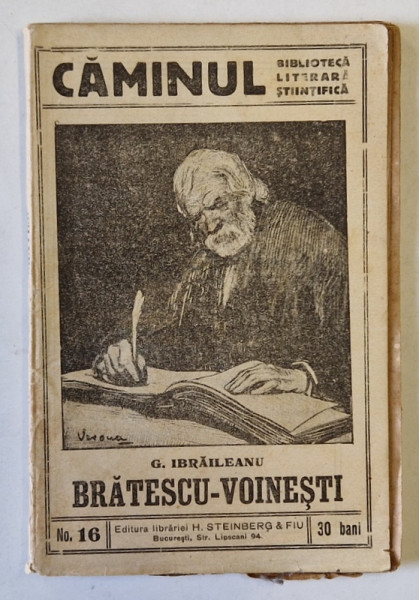 CĂMINUL
BIBLIOTECĂ
LITERARĂ
ȘTIINȚIFICĂ
G. IBRĂILEANU
BRĂTESCU-VOINEȘTI
No. 16
Editura librăriei H. STEINBERG & FIU
București, Str. Lipscani 94.
30 bani